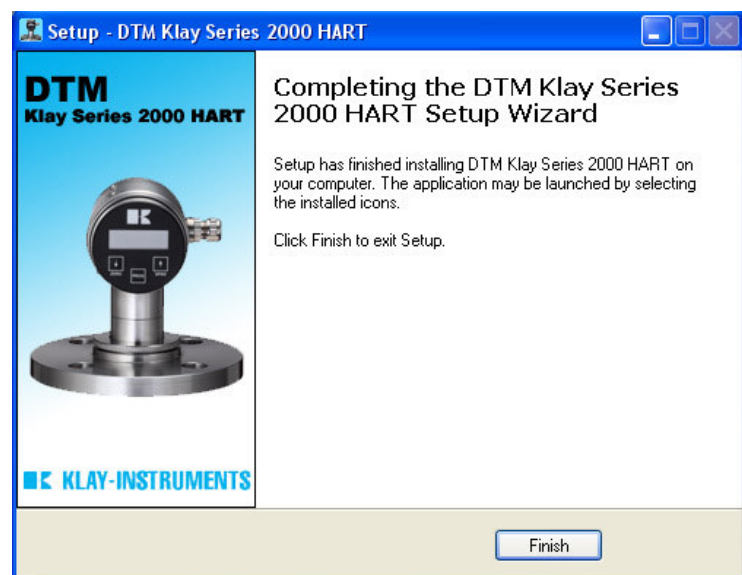 Setup - DTM Klay Series 2000 HART
DTM
Klay Series 2000 HART
KLAY-INSTRUMENTS
Completing the DTM Klay Series
2000 HART Setup Wizard
Setup has finished installing DTM Klay Series 2000 HART on
your computer. The application may be launched by selecting
the installed icons.
Click Finish to exit Setup.
Finish